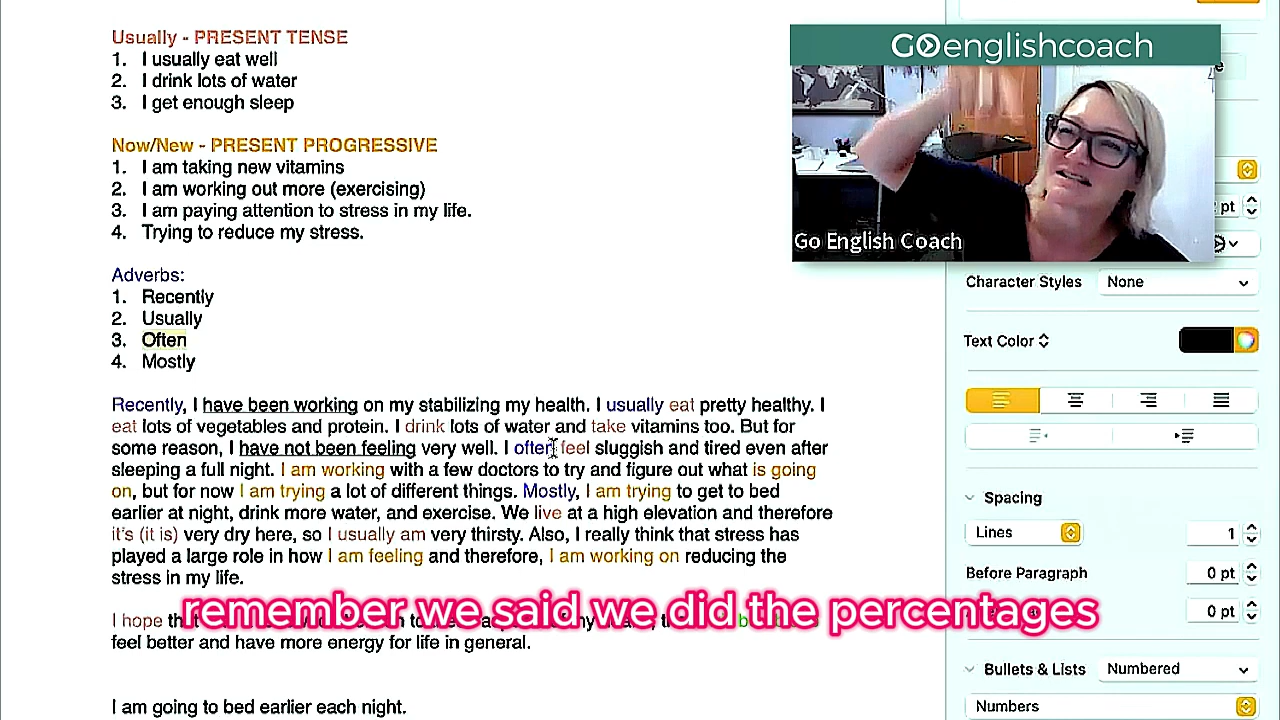 Usually - PRESENT TENSE
1. I usually eat well
2. I drink lots of water
3. I get enough sleep
Now/New - PRESENT PROGRESSIVE
1. I am taking new vitamins
2. I am working out more (exercising)
3. I am paying attention to stress in my life.
4. Trying to reduce my stress.
Adverbs:
1. Recently
2. Usually
3. Often
4. Mostly
Recently, I have been working on my stabilizing my health. I usually eat pretty healthy. I
eat lots of vegetables and protein. I drink lots of water and take vitamins too. But for
some reason, I have not been feeling very well. I often feel sluggish and tired even after
sleeping a full night. I am working with a few doctors to try and figure out what is going
on, but for now I am trying a lot of different things. Mostly, I am trying to get to bed
earlier at night, drink more water, and exercise. We live at a high elevation and therefore
it's (it is) very dry here, so I usually am very thirsty. Also, I really think that stress has
played a large role in how I am feeling and therefore, I am working on reducing the
stress in my life.
I hope
remember we said we did the percentages
feel better and have more energy for life in general.
I am going to bed earlier each night.
GO englishcoach
Go English Coach
pt
Character Styles None
Text Color
Spacing
Lines 1
Before Paragraph 0 pt
0 pt
Bullets & Lists Numbered
Numbers